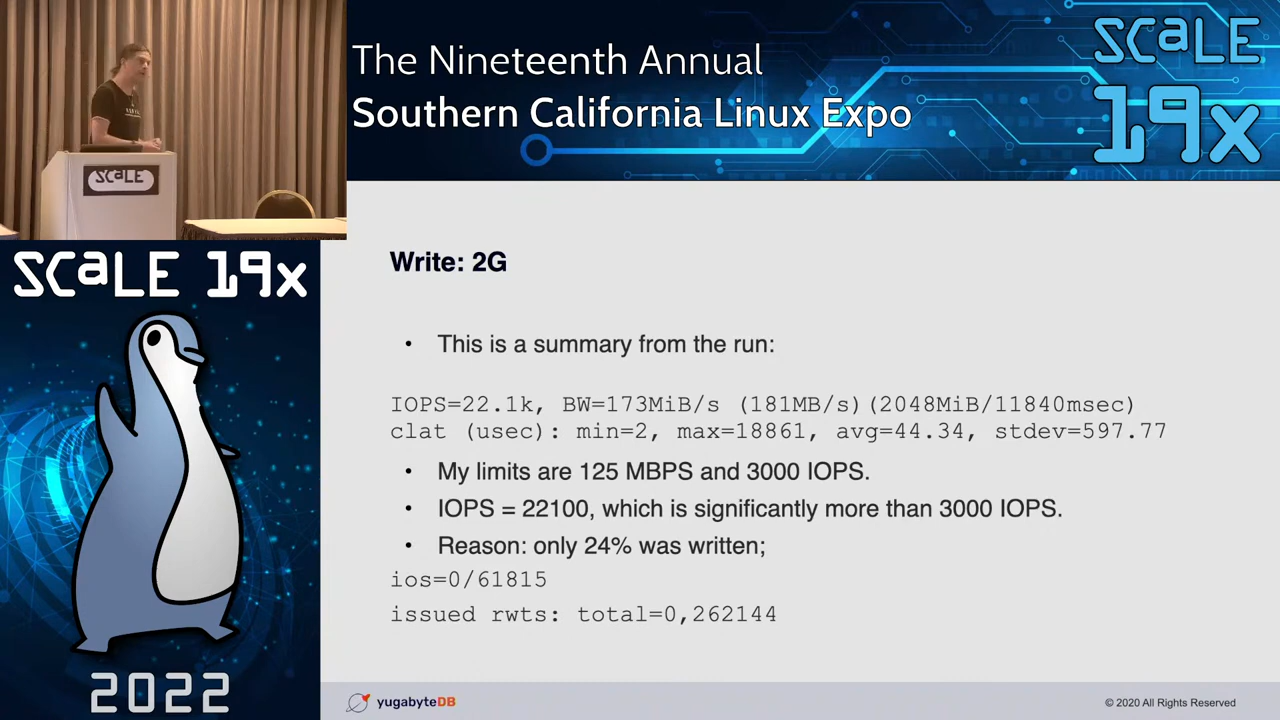 The Nineteenth Annual
Southern California Linux Expo
SCaLE
19x
SCALE
SCaLE 19x
2022
Write: 2G
• This is a summary from the run:
IOPS=22.1k, BW=173MiB/s (181MB/s)(2048MiB/11840msec)
clat (usec): min=2, max=18861, avg=44.34, stdev=597.77
• My limits are 125 MBPS and 3000 IOPS.
• IOPS = 22100, which is significantly more than 3000 IOPS.
• Reason: only 24% was written;
ios=0/61815
issued rwts: total=0,262144
yugabyteDB
© 2020 All Rights Reserved